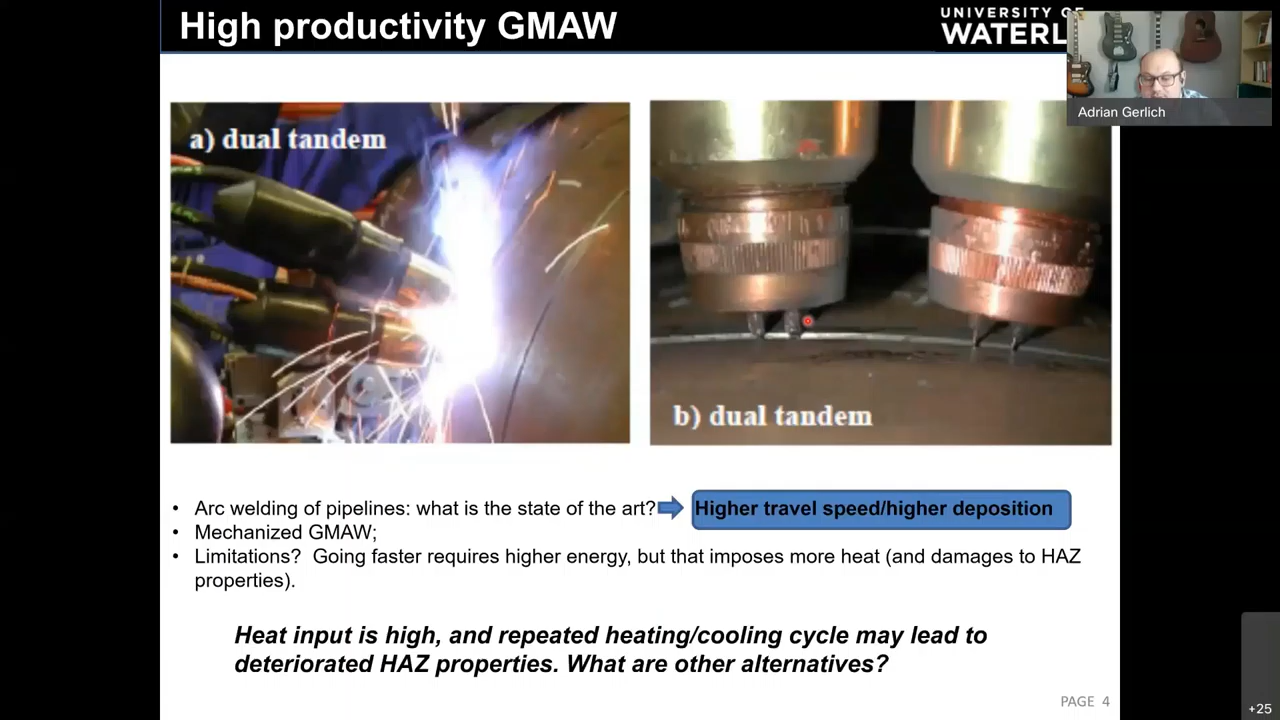 High productivity GMAW
UNIVERSITY OF
WATERL
Adrian Gerlich
a) dual tandem
b) dual tandem
• Arc welding of pipelines: what is the state of the art?
Higher travel speed/higher deposition
• Mechanized GMAW;
• Limitations? Going faster requires higher energy, but that imposes more heat (and damages to HAZ
properties).
Heat input is high, and repeated heating/cooling cycle may lead to
deteriorated HAZ properties. What are other alternatives?
PAGE 4
+25